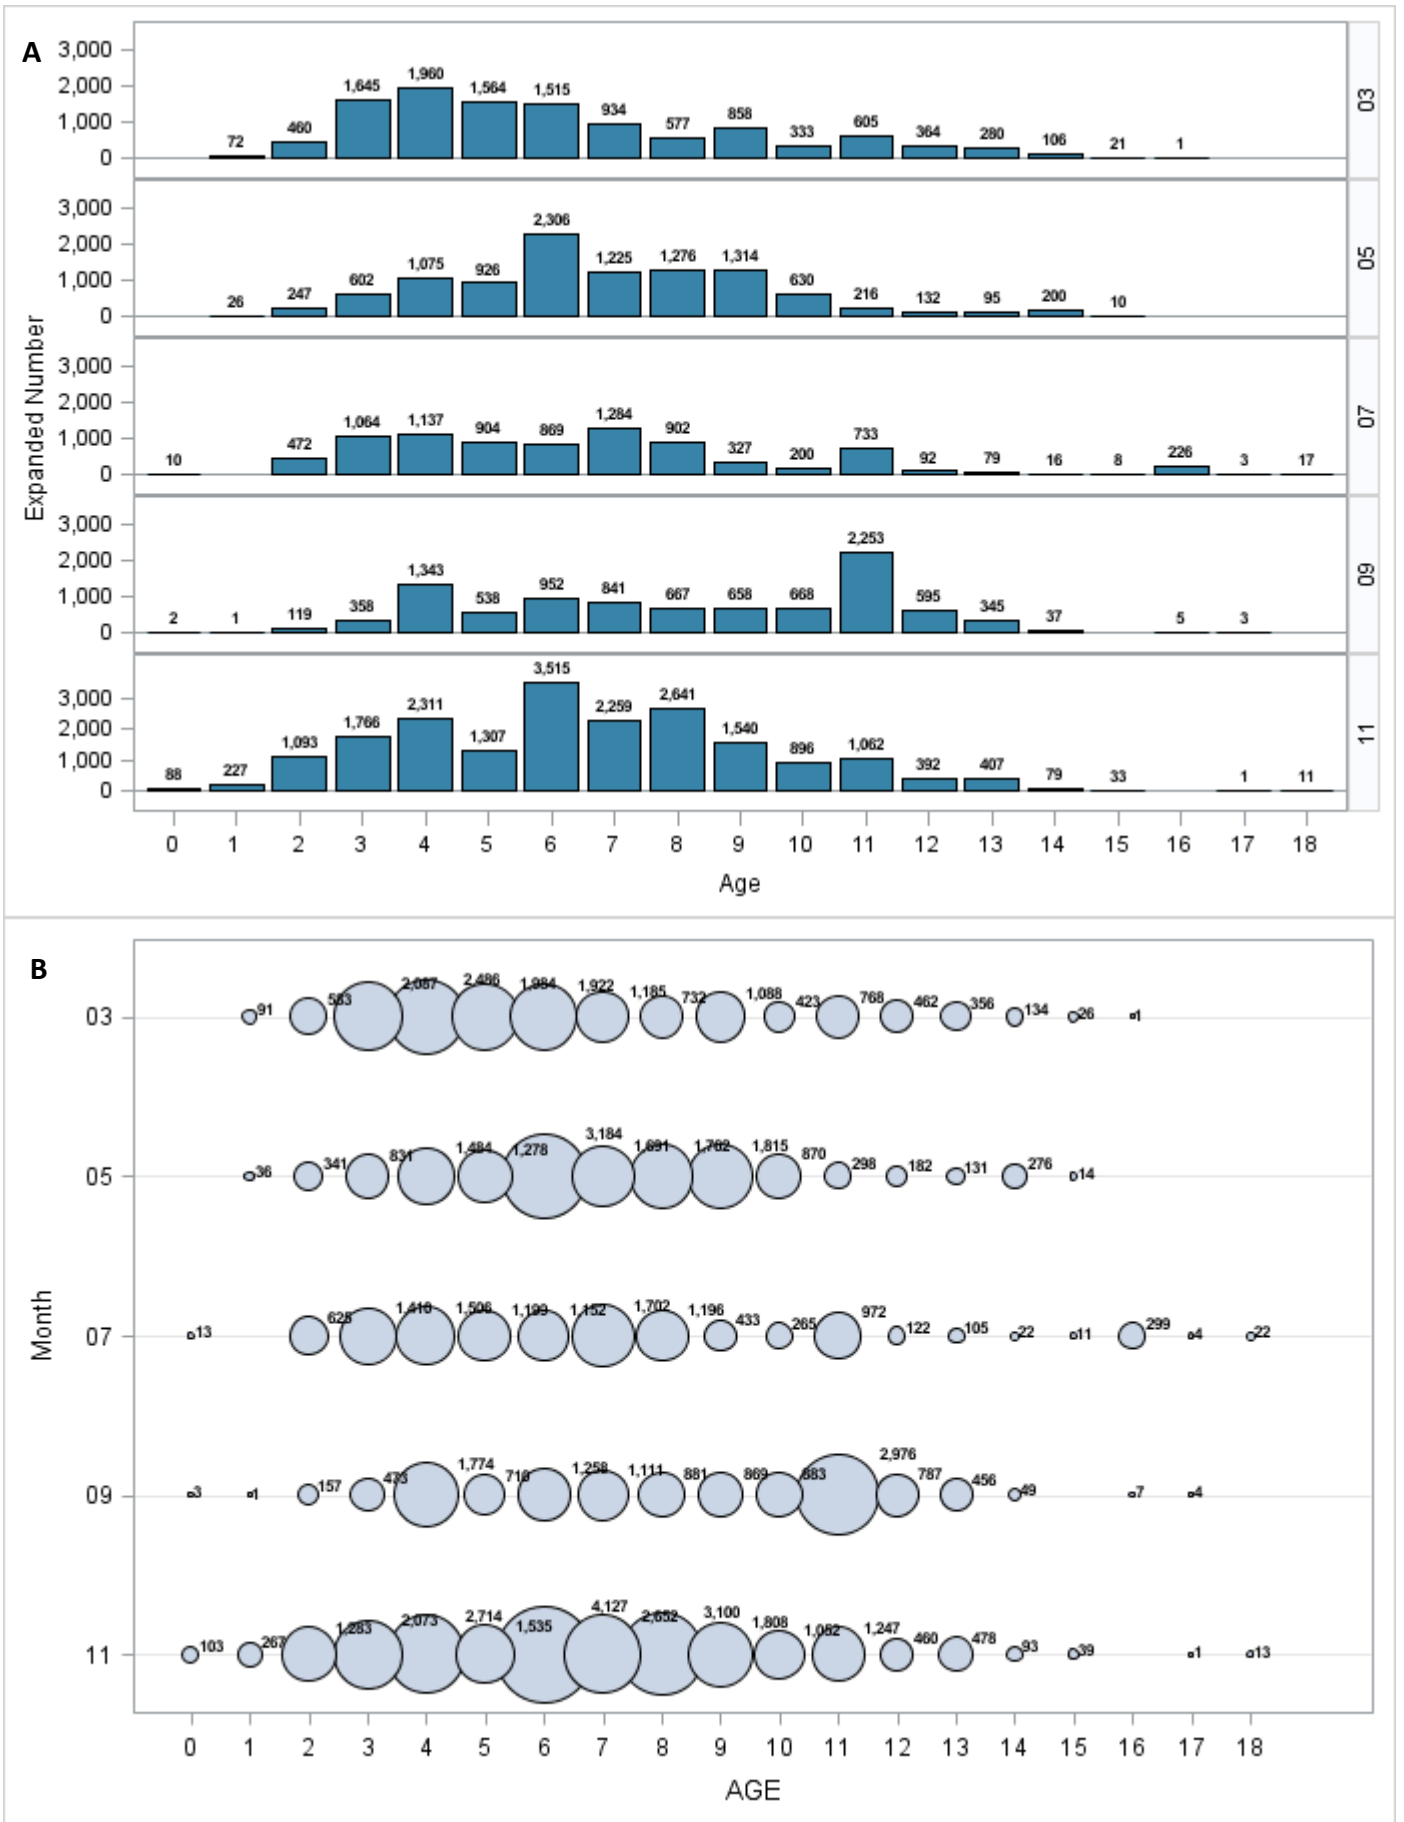 A
Expanded Number
3,000
2,000
1,000
0
72 460 1,645 1,960 1,564 1,515 934 577 858 333 605 364 280 106 21 1
03
3,000
2,000
1,000
0
26 247 602 1,075 926 2,306 1,225 1,276 1,314 630 216 132 95 200 10
05
3,000
2,000
1,000
0
10 472 1,064 1,137 904 869 1,284 902 327 200 733 92 79 16 8 226 3 17
07
3,000
2,000
1,000
0
2 1 119 358 1,343 538 952 841 667 658 668 2,253 595 345 37 5 3
09
3,000
2,000
1,000
0
88 227 1,093 1,766 2,311 1,307 3,515 2,259 2,641 1,540 896 1,062 392 407 79 33 1 11
11
0 1 2 3 4 5 6 7 8 9 10 11 12 13 14 15 16 17 18
Age
B
Month
03 91 583 2,087 2,486 1,984 1,922 1,185 732 1,088 423 768 462 356 134 26 1
05 36 341 831 1,484 1,278 3,184 1,691 1,762 1,815 870 298 182 131 276 14
07 13 625 1,410 1,506 1,199 1,152 1,702 1,196 433 265 972 122 105 22 11 299 4 22
09 3 1 157 473 1,774 710 1,258 1,111 881 869 883 2,976 787 456 49 7 4
11 103 267 1,283 2,073 2,714 1,535 4,127 2,652 3,100 1,808 1,052 1,247 460 478 93 39 1 13
0 1 2 3 4 5 6 7 8 9 10 11 12 13 14 15 16 17 18
AGE